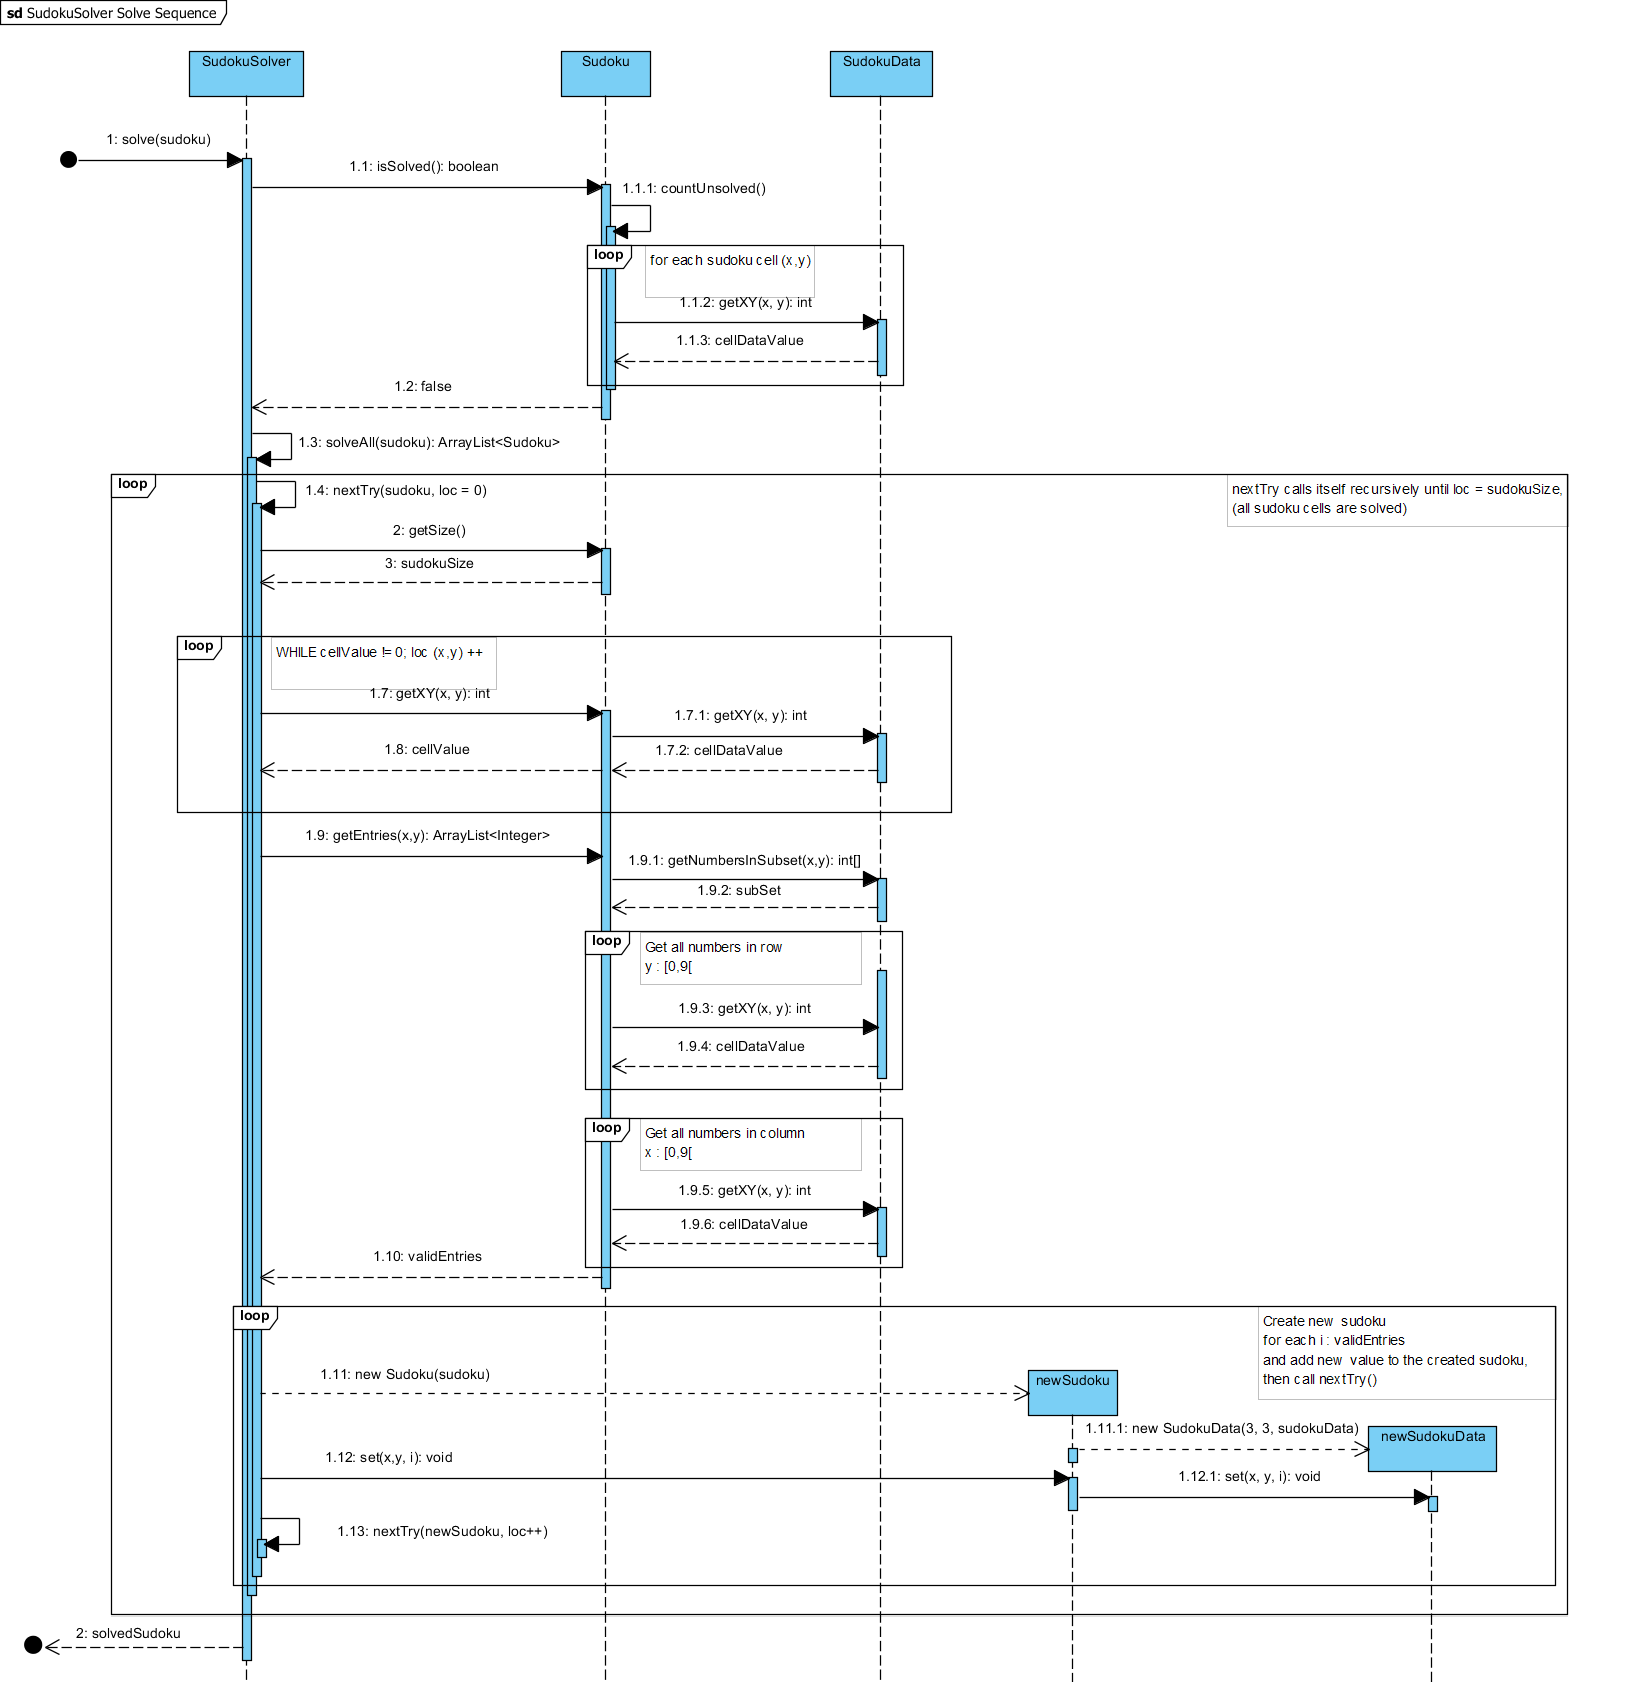 sd SudokuSolver Solve Sequence
SudokuSolver
Sudoku
SudokuData
1: solve(sudoku)
1.1: isSolved(): boolean
1.1.1: countUnsolved()
loop
for each sudoku cell (x,y)
1.1.2: getXY(x, y): int
1.1.3: cellDataValue
1.2: false
1.3: solveAll(sudoku): ArrayList<Sudoku>
loop
nextTry calls itself recursively until loc = sudokuSize,
(all sudoku cells are solved)
1.4: nextTry(sudoku, loc = 0)
2: getSize()
3: sudokuSize
loop
WHILE cellValue != 0; loc (x,y) ++
1.7: getXY(x, y): int
1.7.1: getXY(x, y): int
1.8: cellValue
1.7.2: cellDataValue
1.9: getEntries(x,y): ArrayList<Integer>
1.9.1: getNumbersInSubset(x,y): int[]
1.9.2: subSet
loop
Get all numbers in row
y : [0,9[
1.9.3: getXY(x, y): int
1.9.4: cellDataValue
loop
Get all numbers in column
x : [0,9[
1.9.5: getXY(x, y): int
1.9.6: cellDataValue
1.10: validEntries
loop
Create new sudoku
for each i : validEntries
and add new value to the created sudoku,
then call nextTry()
1.11: new Sudoku(sudoku)
newSudoku
1.11.1: new SudokuData(3, 3, sudokuData)
newSudokuData
1.12: set(x,y, i): void
1.12.1: set(x, y, i): void
1.13: nextTry(newSudoku, loc++)
2: solvedSudoku